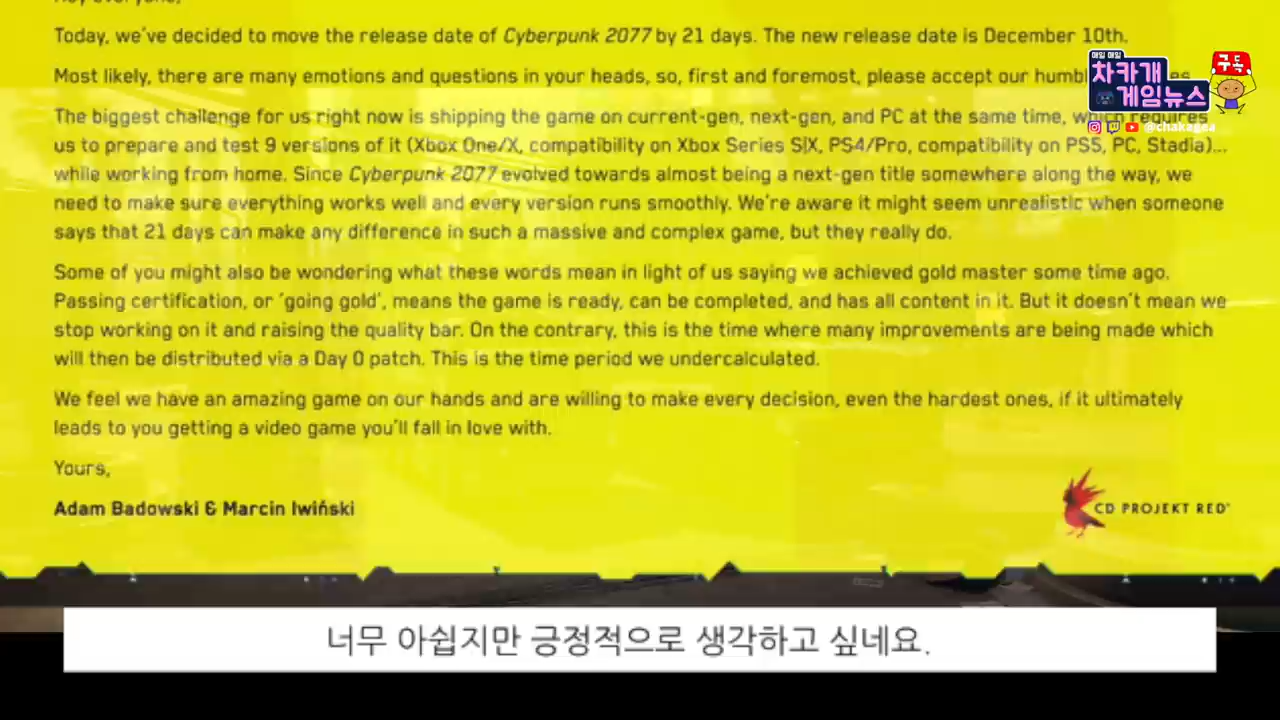 Hey everyone,
Today, we've decided to move the release date of Cyberpunk 2077 by 21 days. The new release date is December 10th.
Most likely, there are many emotions and questions in your heads, so, first and foremost, please accept our humble
The biggest challenge for us right now is shipping the game on current-gen, next-gen, and PC at the same time, which requires
us to prepare and test 9 versions of it (Xbox One/X, compatibility on Xbox Series S|X, PS4/Pro, compatibility on PS5, PC, Stadia)...
while working from home. Since Cyberpunk 2077 evolved towards almost being a next-gen title somewhere along the way, we
need to make sure everything works well and every version runs smoothly. We're aware it might seem unrealistic when someone
says that 21 days can make any difference in such a massive and complex game, but they really do.
Some of you might also be wondering what these words mean in light of us saying we achieved gold master some time ago.
Passing certification, or 'going gold', means the game is ready, can be completed, and has all content in it. But it doesn't mean we
stop working on it and raising the quality bar. On the contrary, this is the time where many improvements are being made which
will then be distributed via a Day 0 patch. This is the time period we undercalculated.
We feel we have an amazing game on our hands and are willing to make every decision, even the hardest ones, if it ultimately
leads to you getting a video game you'll fall in love with.
Yours,
Adam Badowski & Marcin Iwiński
CD PROJEKT RED
매일 매일
차카개
게임뉴스
구독
@chakagea
너무 아쉽지만 긍정적으로 생각하고 싶네요.